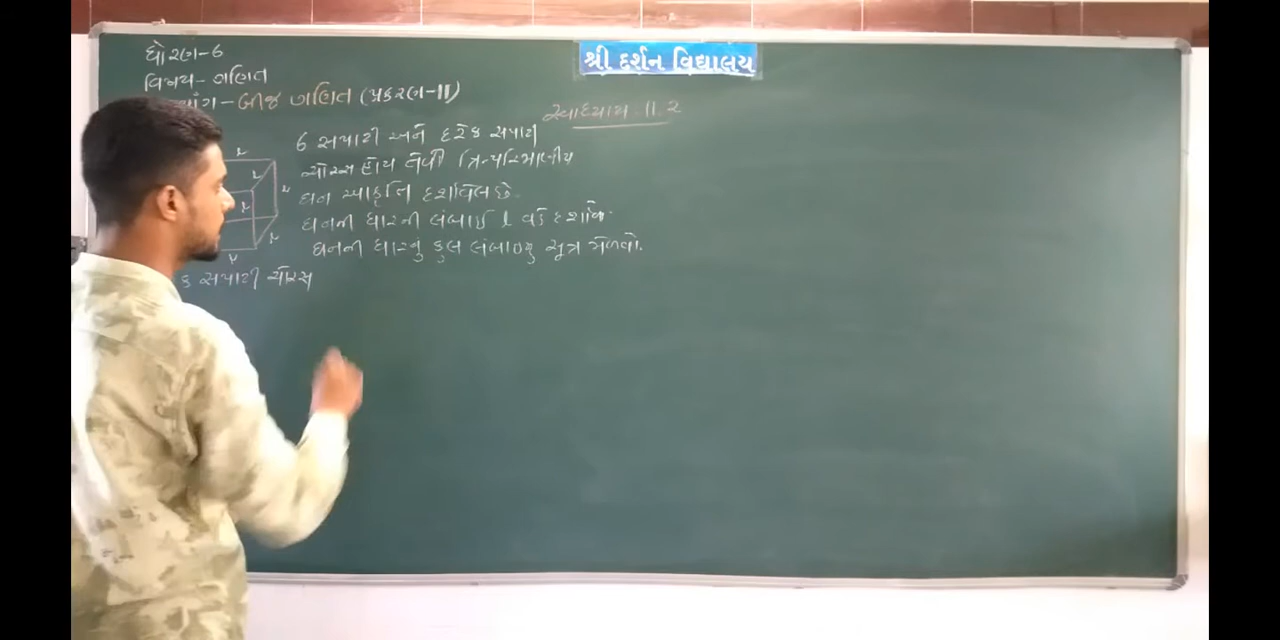 શ્રી દર્શન વિદ્યાલય
ધોરણ-6
વિષય- ગણિત
બીજ ગણિત (પ્રકરણ-11)
સ્વાધ્યાય 11.2
6 સપાટી અને દરેક સપાટી
ચોરસ હોય તેવી ત્રિ-પરિમાણીય
ઘન આકૃતિ દર્શાવેલ છે.
ઘનની ધારની લંબાઈ l વડે દર્શાવો.
ઘનની ધારનું કુલ લંબાઇનું સૂત્ર મેળવો.
સપાટી ચોરસ